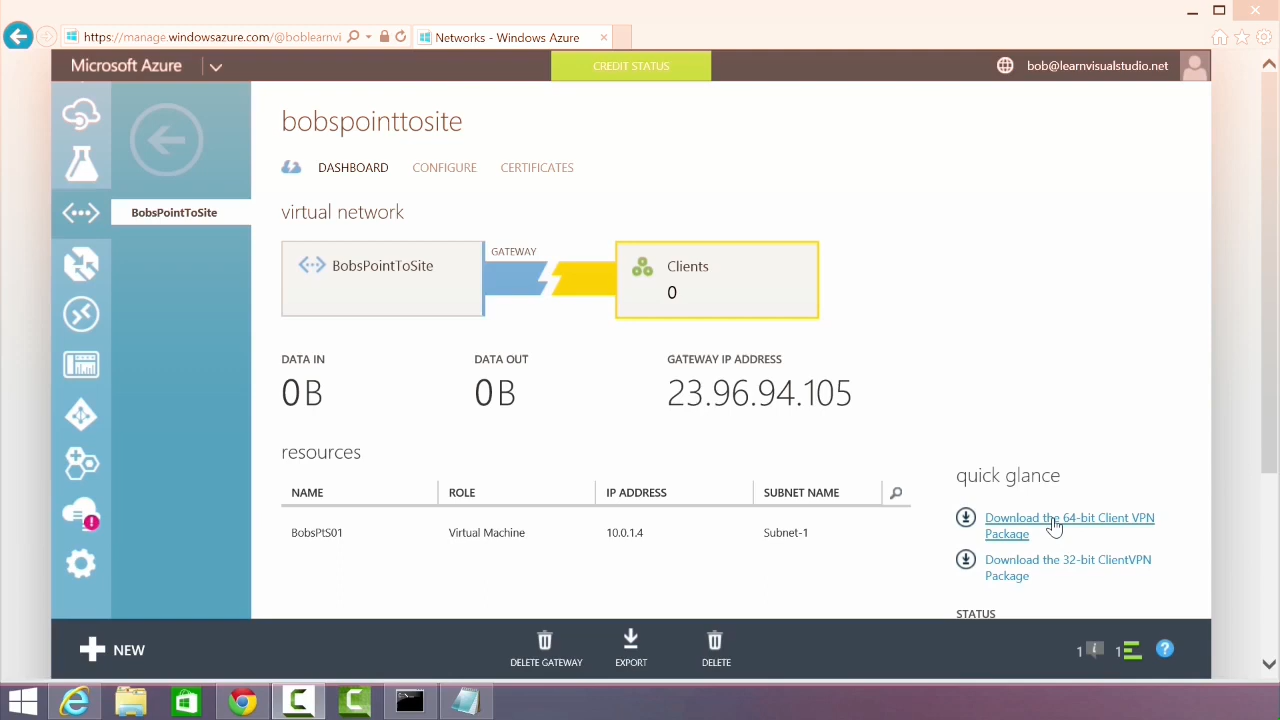 https://manage.windowsazure.com/@boblearnvi
Networks - Windows Azure
Microsoft Azure
CREDIT STATUS
bob@learnvisualstudio.net
bobspointtosite
DASHBOARD
CONFIGURE
CERTIFICATES
BobsPointToSite
virtual network
BobsPointToSite
GATEWAY
Clients
0
DATA IN
DATA OUT
GATEWAY IP ADDRESS
0 B
0 B
23.96.94.105
resources
quick glance
NAME
ROLE
IP ADDRESS
SUBNET NAME
BobsPtS01
Virtual Machine
10.0.1.4
Subnet-1
Download the 64-bit Client VPN
Package
Download the 32-bit ClientVPN
Package
STATUS
NEW
DELETE GATEWAY
EXPORT
DELETE
1
1